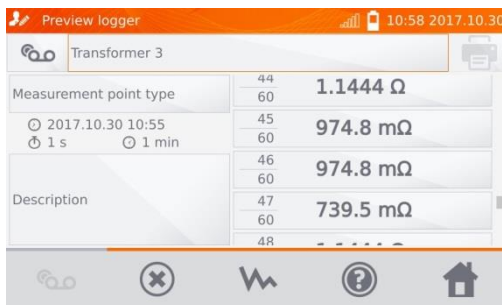 Preview logger
10:58 2017.10.30
Transformer 3
Measurement point type
2017.10.30 10:55
1 s 1 min
Description
44
60
1.1444 Ω
45
60
974.8 mΩ
46
60
974.8 mΩ
47
60
739.5 mΩ
48